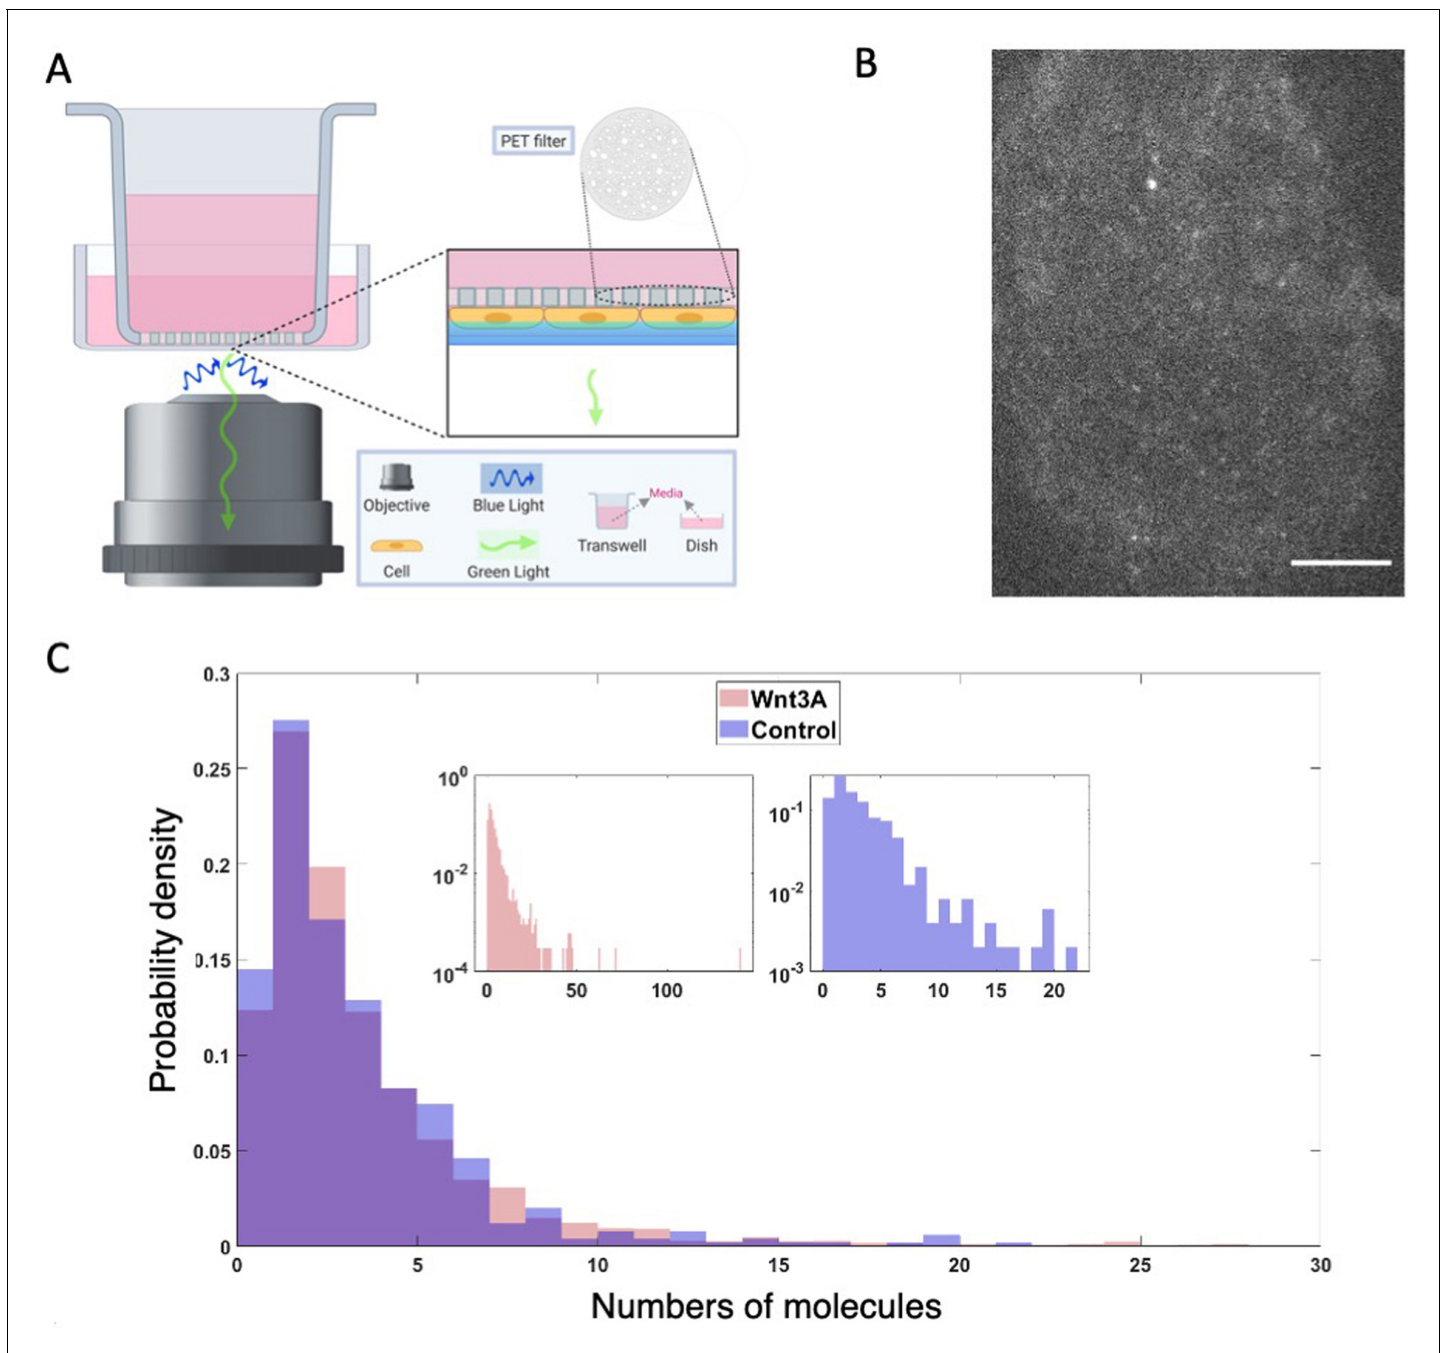 A
B
PET filter
Objective
Blue Light
Media
Transwell
Dish
Cell
Green Light
C
Wnt3A
Control
0.3
0.25
0.2
0.15
0.1
0.05
0
Probability density
10^0
10^-2
10^-4
0 50 100
10^-1
10^-2
10^-3
0 5 10 15 20
0 5 10 15 20 25 30
Numbers of molecules